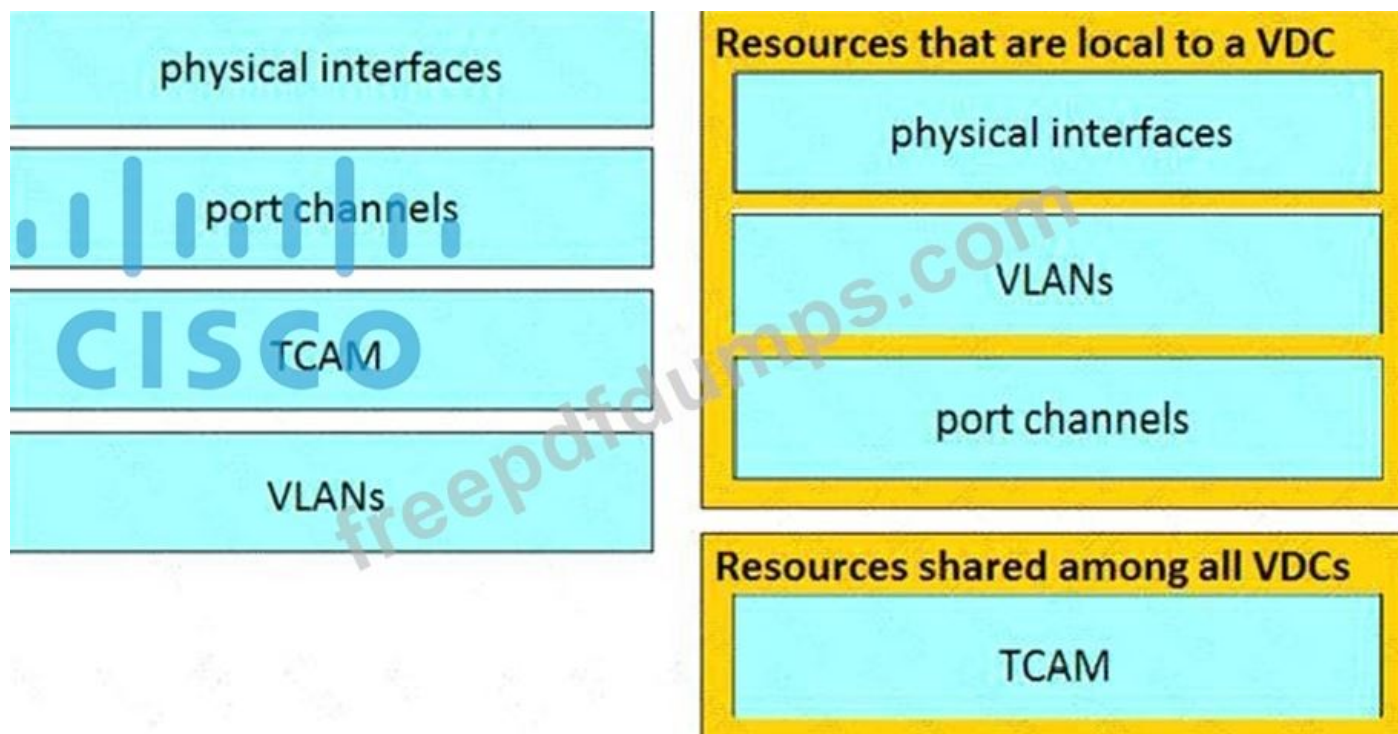 physical interfaces
port channels
CISCO
TCAM
VLANs
Resources that are local to a VDC
physical interfaces
VLANs
port channels
Resources shared among all VDCs
TCAM
freepdfdumps.com